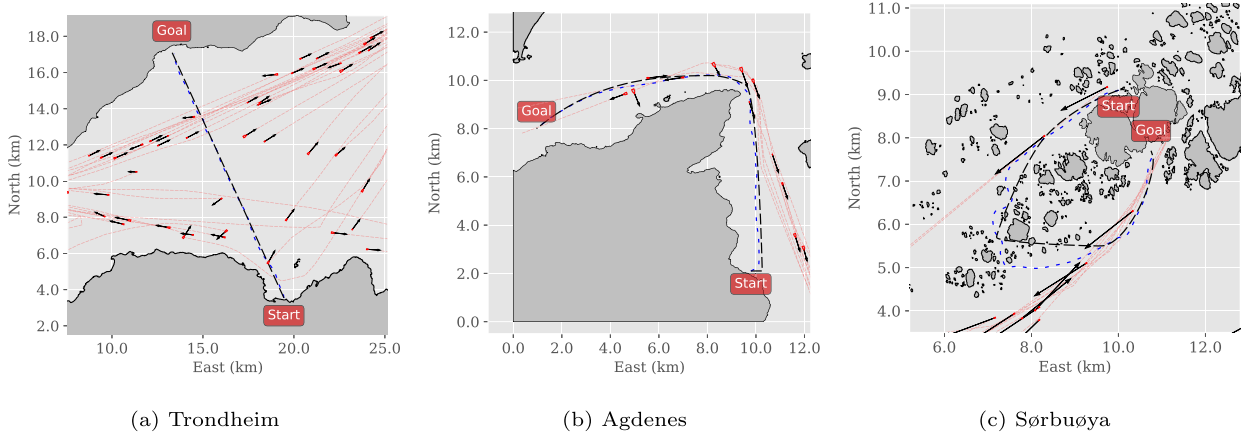 18.0
16.0
14.0
12.0
10.0
8.0
6.0
4.0
2.0
North (km)
Goal
Start
10.0 15.0 20.0 25.0
East (km)
(a) Trondheim
12.0
10.0
8.0
6.0
4.0
2.0
0.0
North (km)
Goal
Start
0.0 2.0 4.0 6.0 8.0 10.0 12.0
East (km)
(b) Agdenes
11.0
10.0
9.0
8.0
7.0
6.0
5.0
4.0
North (km)
Start
Goal
6.0 8.0 10.0 12.0
East (km)
(c) Sørbuøya